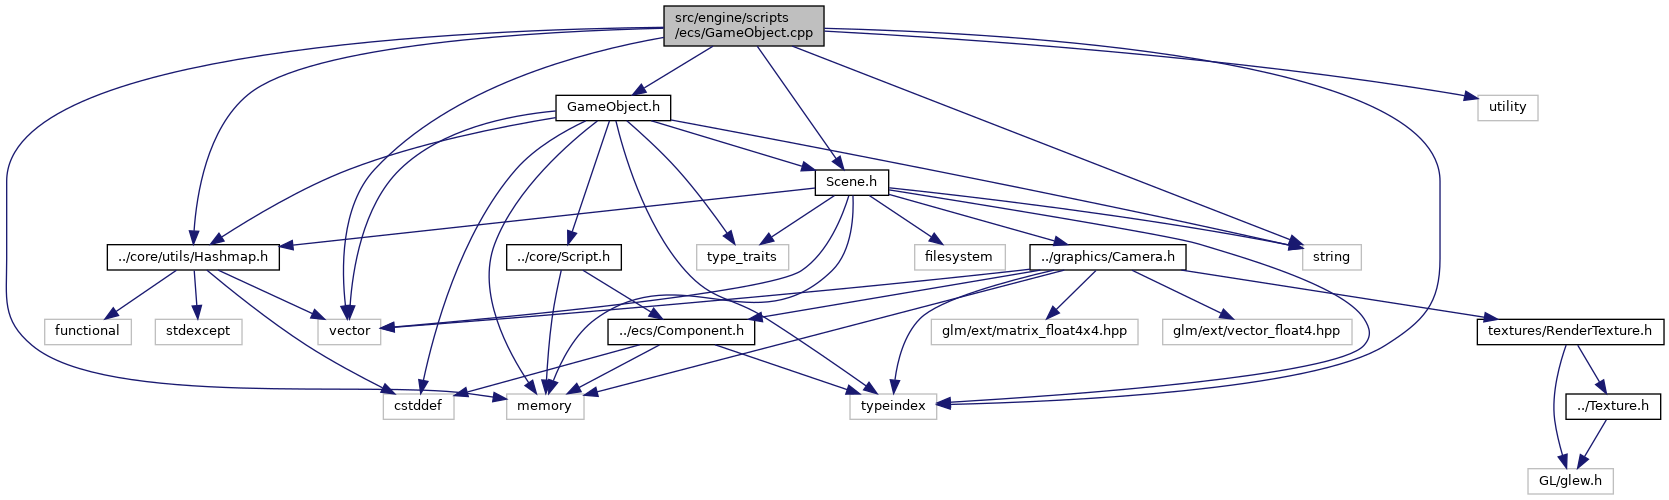 src/engine/scripts
/ecs/GameObject.cpp
GameObject.h
utility
Scene.h
../core/utils/Hashmap.h
../core/Script.h
type_traits
filesystem
../graphics/Camera.h
string
functional
stdexcept
vector
../ecs/Component.h
glm/ext/matrix_float4x4.hpp
glm/ext/vector_float4.hpp
textures/RenderTexture.h
cstddef
memory
typeindex
../Texture.h
GL/glew.h